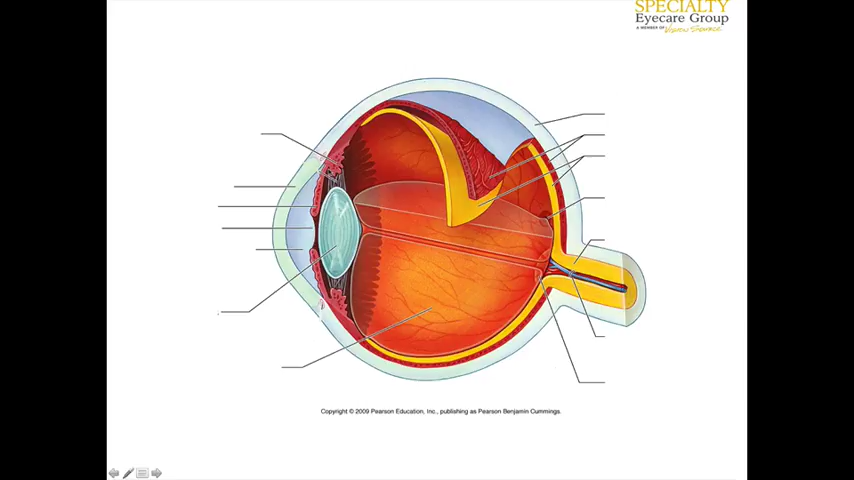 SPECIALTY
Eyecare Group
A MEMBER OF Vision Source
Copyright © 2009 Pearson Education, Inc., publishing as Pearson Benjamin Cummings.